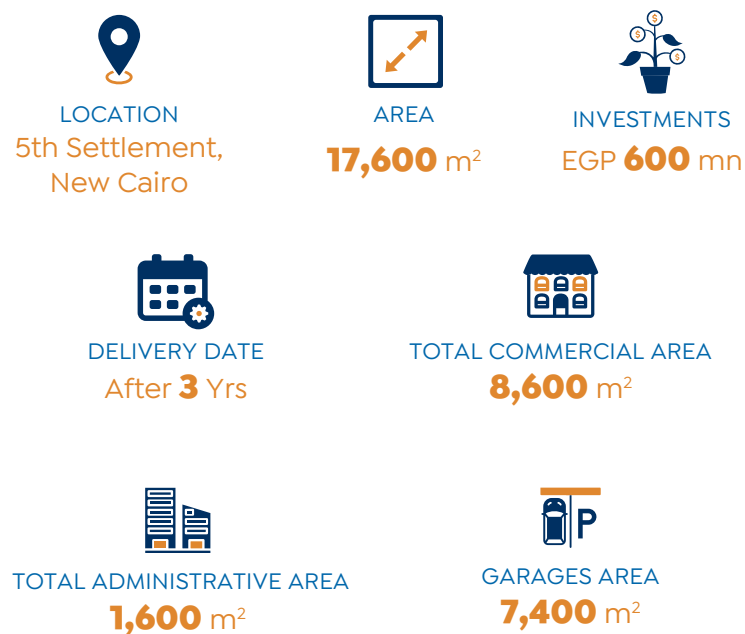 LOCATION
5th Settlement,
New Cairo
AREA
17,600 m²
$
$
$
INVESTMENTS
EGP 600 mn
DELIVERY DATE
After 3 Yrs
TOTAL COMMERCIAL AREA
8,600 m²
TOTAL ADMINISTRATIVE AREA
1,600 m²
P
GARAGES AREA
7,400 m²